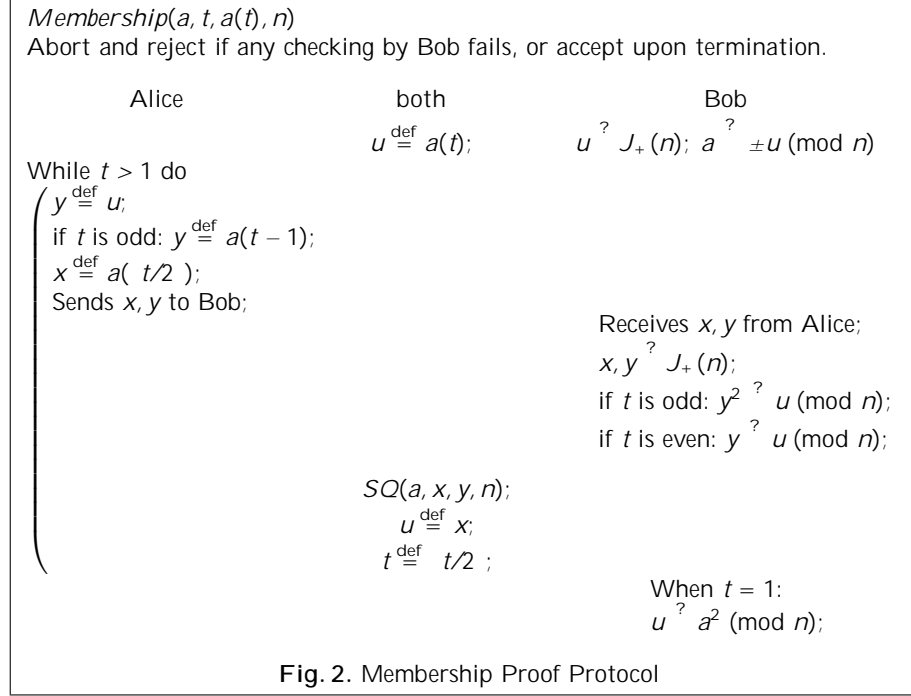 Membership(a, t, a(t), n)
Abort and reject if any checking by Bob fails, or accept upon termination.
Alice both Bob
u def= a(t); u ? J+(n); a ? ±u (mod n)
While t > 1 do
y def= u;
if t is odd: y def= a(t – 1);
x def= a( t/2 );
Sends x, y to Bob;
Receives x, y from Alice;
x, y ? J+(n);
if t is odd: y² ? u (mod n);
if t is even: y ? u (mod n);
SQ(a, x, y, n);
u def= x;
t def= t/2 ;
When t = 1:
u ? a² (mod n);
Fig. 2. Membership Proof Protocol